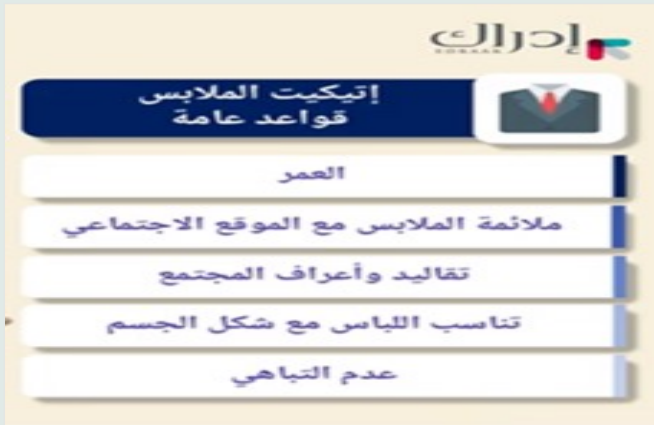 إدراك
EDRAAK
إتيكيت الملابس
قواعد عامة
العمر
ملائمة الملابس مع الموقع الاجتماعي
تقاليد وأعراف المجتمع
تناسب اللباس مع شكل الجسم
عدم التباهي